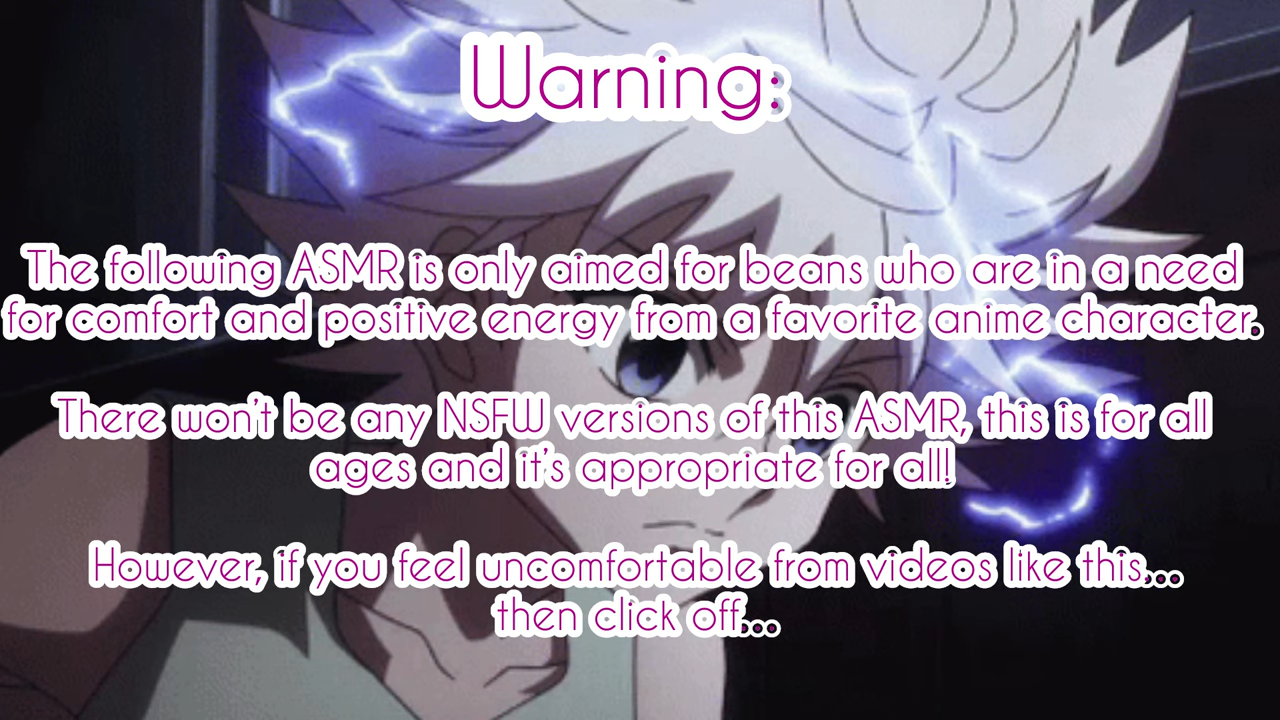 Warning:
The following ASMR is only aimed for beans who are in a need
for comfort and positive energy from a favorite anime character.
There won't be any NSFW versions of this ASMR, this is for all
ages and it's appropriate for all!
However, if you feel uncomfortable from videos like this...
then click off...